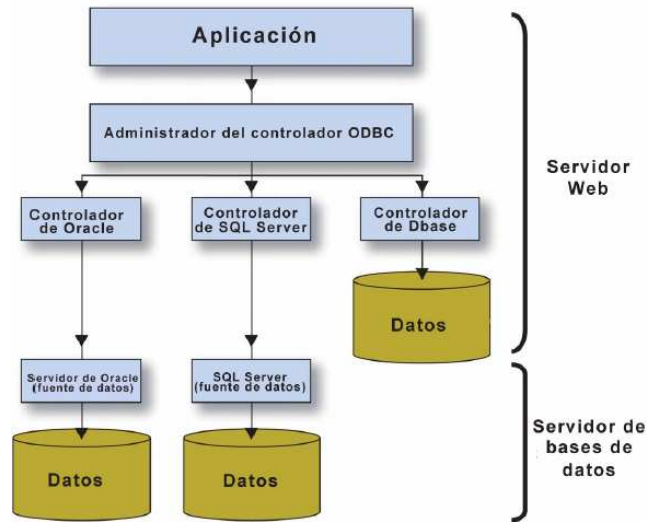 Aplicación
Administrador del controlador ODBC
Controlador
de Oracle
Controlador
de SQL Server
Controlador
de Dbase
Servidor
Web
Datos
Servidor de Oracle
(fuente de datos)
SQL Server
(fuente de datos)
Datos
Datos
Servidor de
bases de
datos